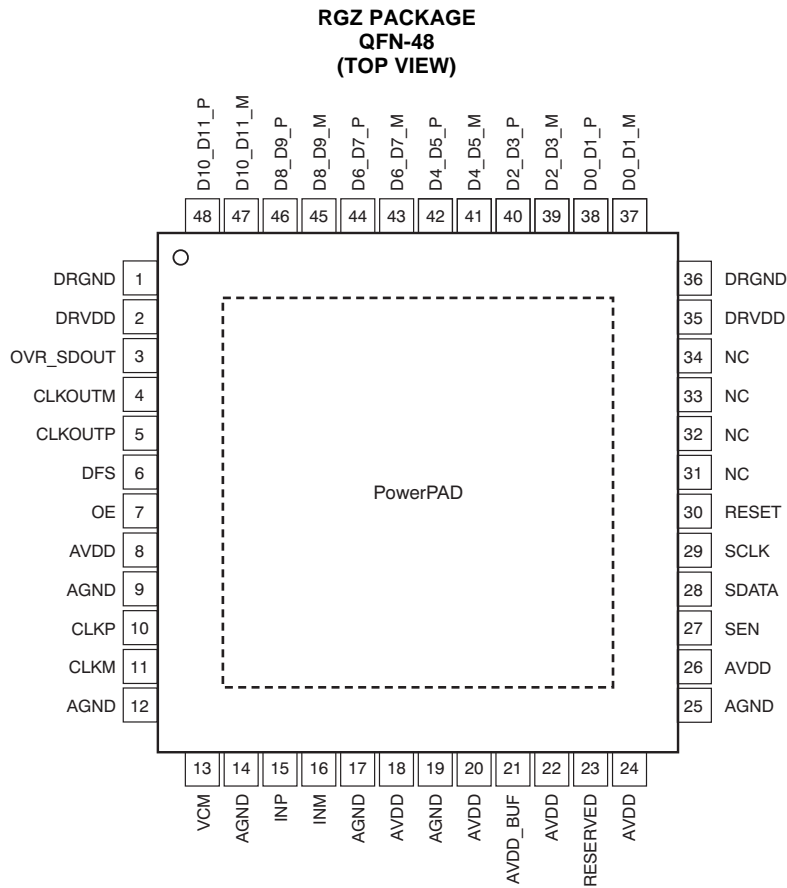 RGZ PACKAGE
QFN-48
(TOP VIEW)
D10_D11_P
D10_D11_M
D8_D9_P
D8_D9_M
D6_D7_P
D6_D7_M
D4_D5_P
D4_D5_M
D2_D3_P
D2_D3_M
D0_D1_P
D0_D1_M
48 47 46 45 44 43 42 41 40 39 38 37
DRGND 1
DRVDD 2
OVR_SDOUT 3
CLKOUTM 4
CLKOUTP 5
DFS 6
OE 7
AVDD 8
AGND 9
CLKP 10
CLKM 11
AGND 12
PowerPAD
36 DRGND
35 DRVDD
34 NC
33 NC
32 NC
31 NC
30 RESET
29 SCLK
28 SDATA
27 SEN
26 AVDD
25 AGND
13 14 15 16 17 18 19 20 21 22 23 24
VCM
AGND
INP
INM
AGND
AVDD
AGND
AVDD
AVDD_BUF
AVDD
RESERVED
AVDD